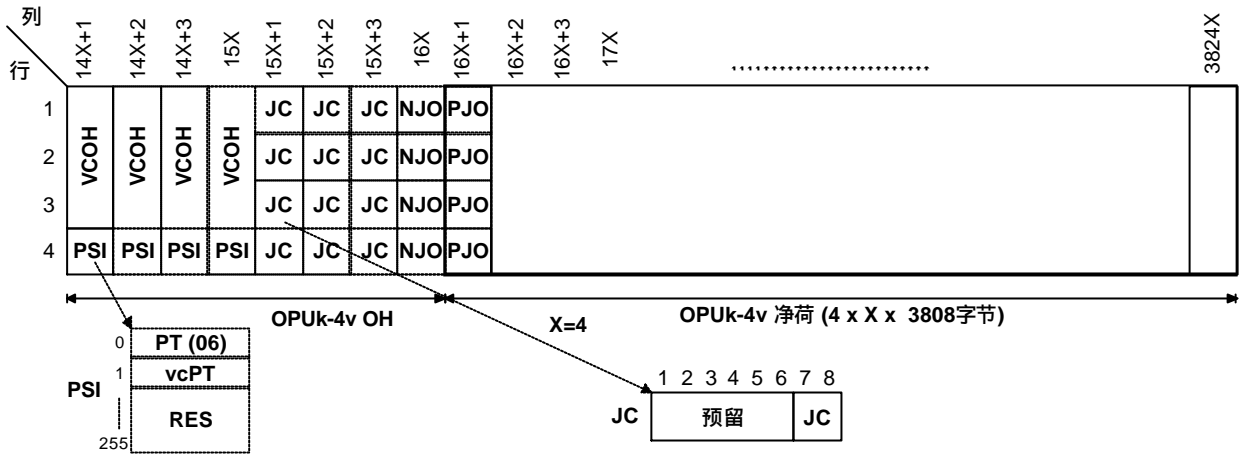 列
行
14X+1 14X+2 14X+3 15X 15X+1 15X+2 15X+3 16X 16X+1 16X+2 16X+3 17X 3824X
1 JC JC JC NJO PJO
VCOH VCOH VCOH VCOH
2 JC JC JC NJO PJO
3 JC JC JC NJO PJO
4 PSI PSI PSI PSI JC JC JC NJO PJO
OPUk-4v OH
X=4
OPUk-4v 净荷 (4 x X x 3808字节)
0 PT (06)
1 vcPT
PSI
RES
255
1 2 3 4 5 6 7 8
JC 预留 JC